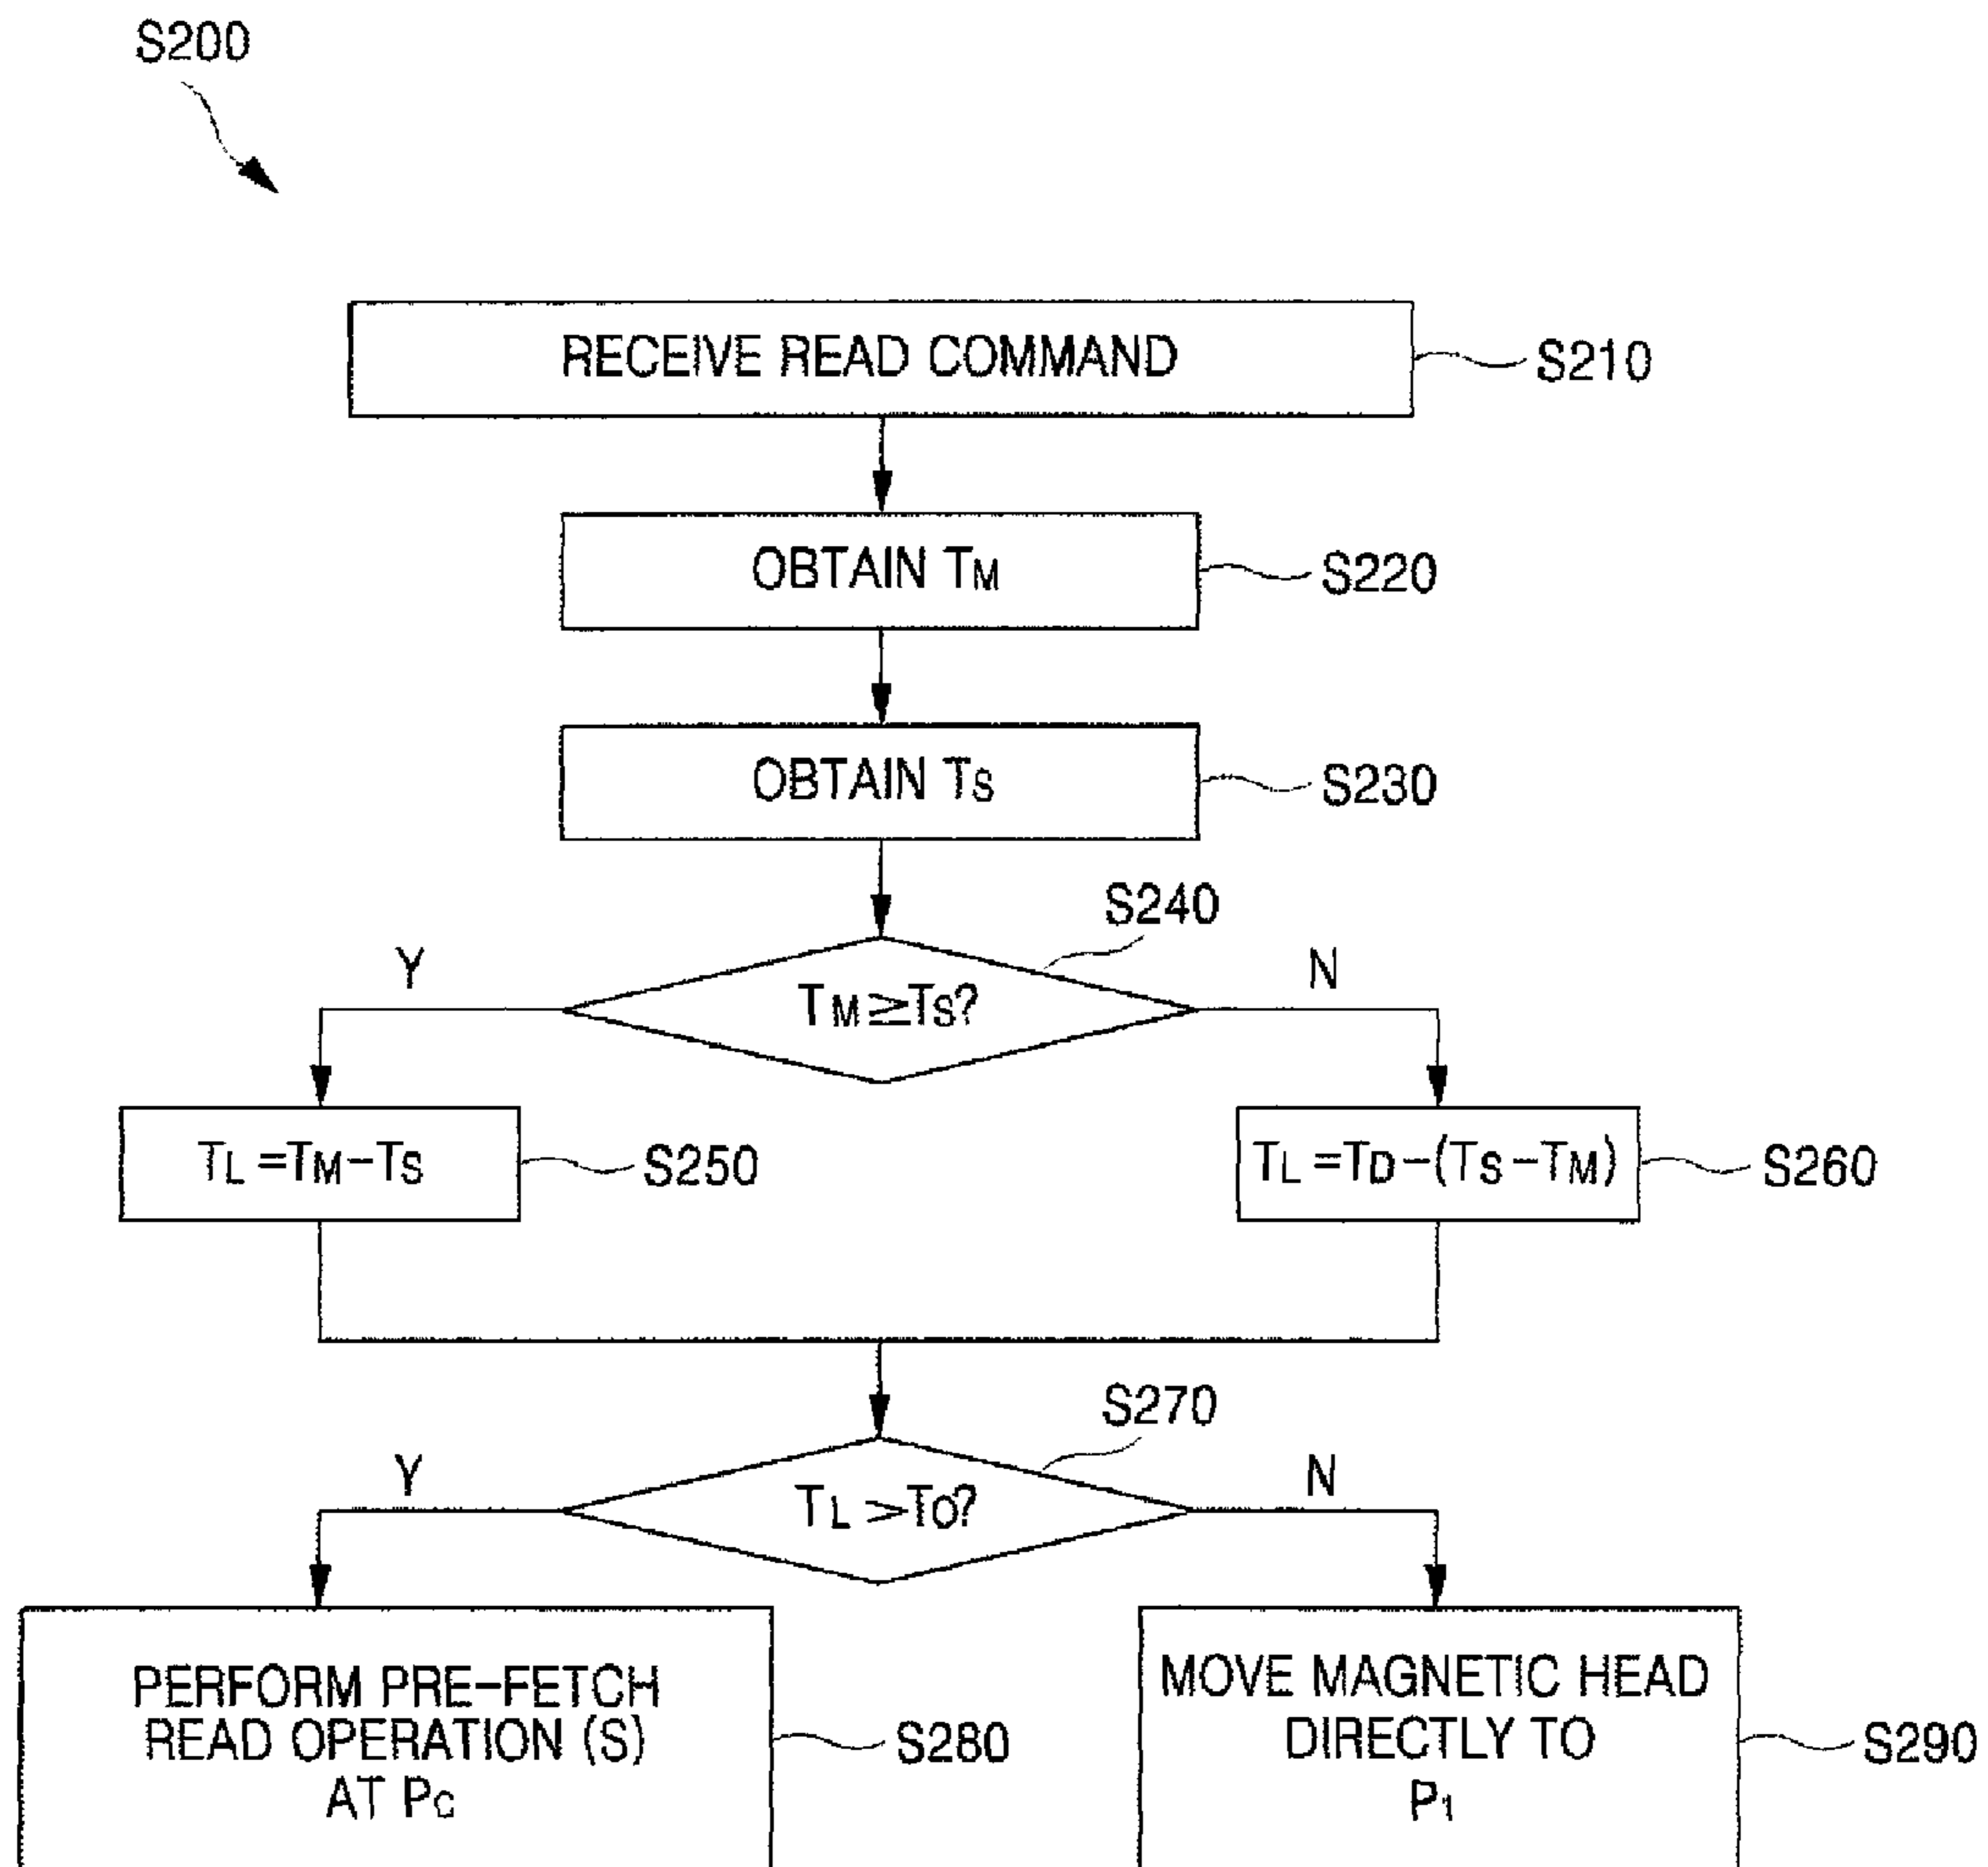 S200
RECEIVE READ COMMAND
S210
OBTAIN TM
S220
OBTAIN TS
S230
S240
Y
N
TM≥TS?
TL=TM-TS
S250
TL=TD-(TS-TM)
S260
S270
Y
N
TL>TO?
PERFORM PRE-FETCH
READ OPERATION (S)
AT PC
S280
MOVE MAGNETIC HEAD
DIRECTLY TO
P1
S290